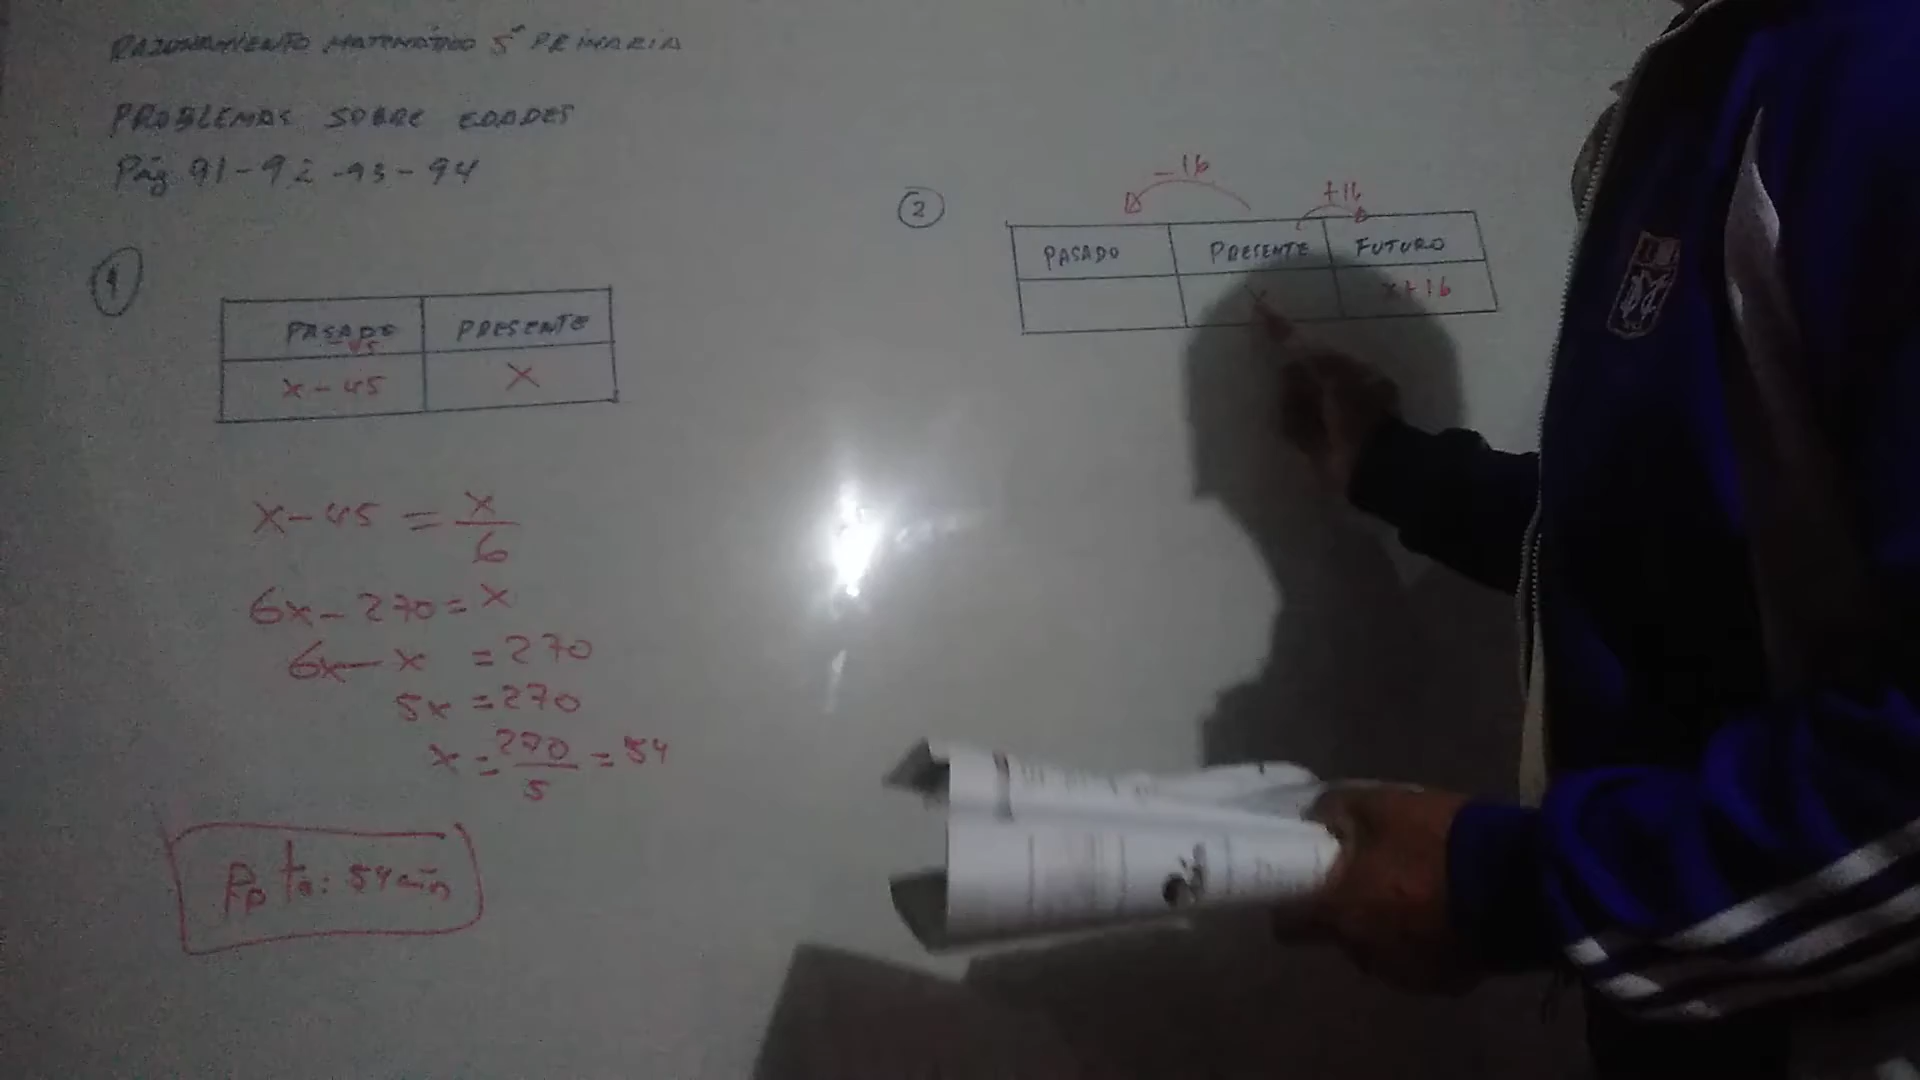 RAZONAMIENTO MATEMÁTICO 5° PRIMARIA
PROBLEMAS SOBRE EDADES
Pág 91-92-93-94
1
PASADO PRESENTE
-45
x-45 X
x-45 = x/6
6x-270=x
6x-x =270
5x=270
x=270/5=54
Rpta: 54 años
2
-16 +16
PASADO PRESENTE FUTURO
x x+16